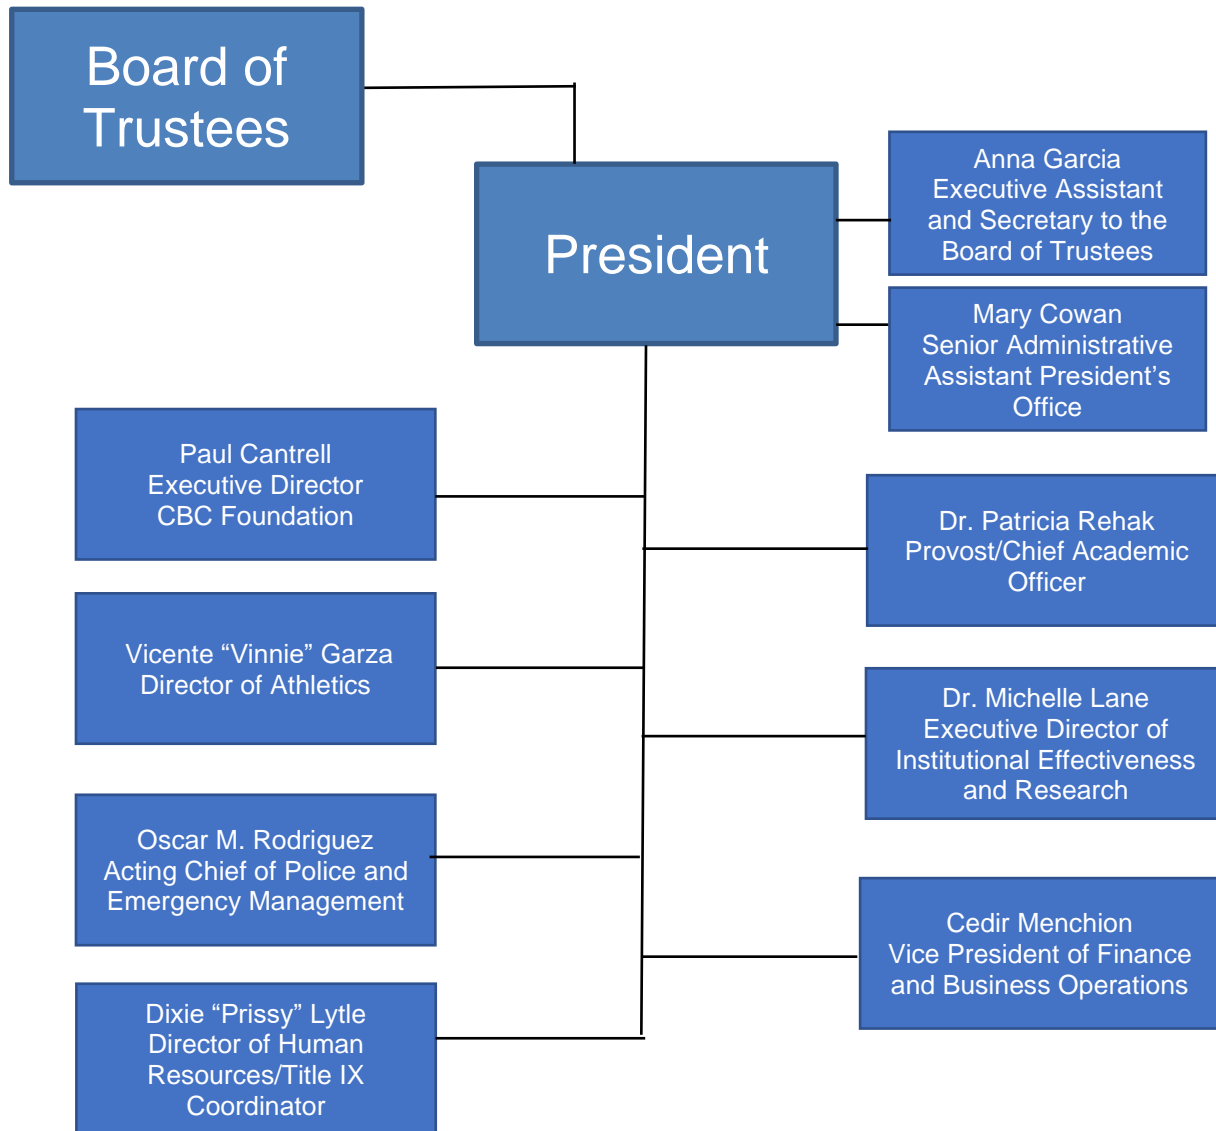 Board of
Trustees
President
Anna Garcia
Executive Assistant
and Secretary to the
Board of Trustees
Mary Cowan
Senior Administrative
Assistant President’s
Office
Paul Cantrell
Executive Director
CBC Foundation
Dr. Patricia Rehak
Provost/Chief Academic
Officer
Vicente “Vinnie” Garza
Director of Athletics
Dr. Michelle Lane
Executive Director of
Institutional Effectiveness
and Research
Oscar M. Rodriguez
Acting Chief of Police and
Emergency Management
Cedir Menchion
Vice President of Finance
and Business Operations
Dixie “Prissy” Lytle
Director of Human
Resources/Title IX
Coordinator